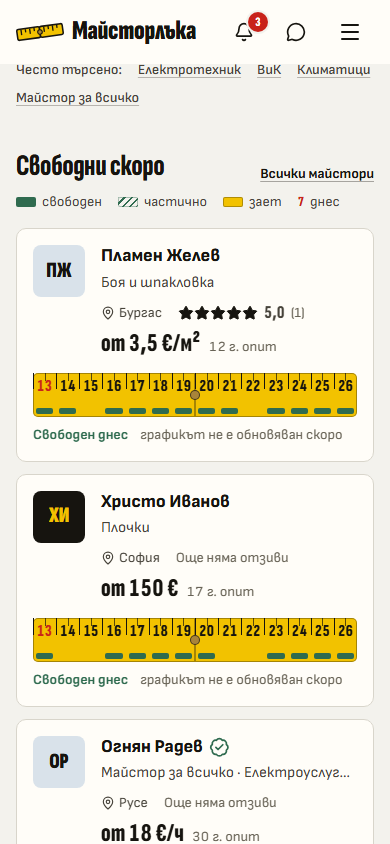 Майсторлъка
3
Често търсено: Електротехник ВиК Климатици
Майстор за всичко
Свободни скоро
Всички майстори
свободен частично зает 7 днес
ПЖ
Пламен Желев
Боя и шпакловка
Бургас 5,0 (1)
от 3,5 €/м² 12 г. опит
13 14 15 16 17 18 19 20 21 22 23 24 25 26
Свободен днес графикът не е обновяван скоро
ХИ
Христо Иванов
Плочки
София Още няма отзиви
от 150 € 17 г. опит
13 14 15 16 17 18 19 20 21 22 23 24 25 26
Свободен днес графикът не е обновяван скоро
ОР
Огнян Радев
Майстор за всичко · Електроуслуг...
Русе Още няма отзиви
от 18 €/ч 30 г. опит